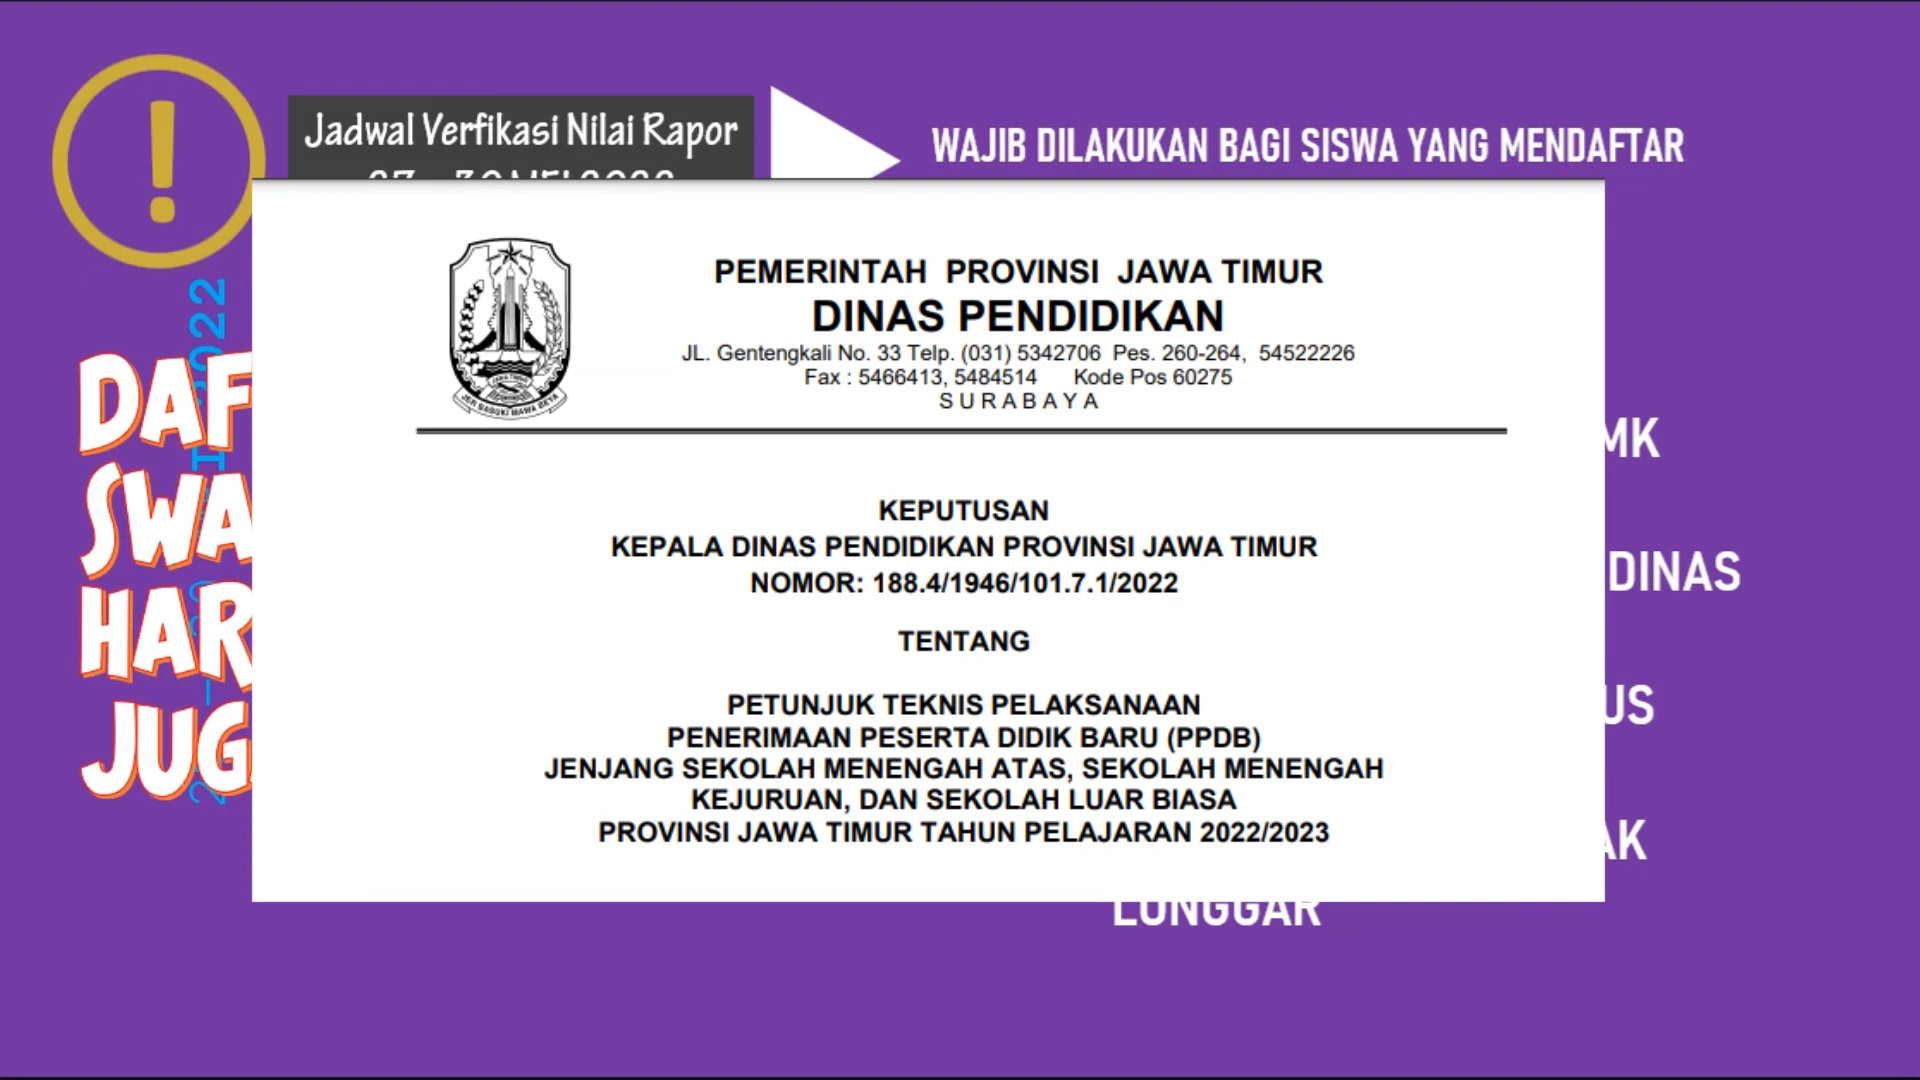 Jadwal Verfikasi Nilai Rapor
WAJIB DILAKUKAN BAGI SISWA YANG MENDAFTAR
PEMERINTAH PROVINSI JAWA TIMUR
DINAS PENDIDIKAN
JL. Gentengkali No. 33 Telp. (031) 5342706 Pes. 260-264, 54522226
Fax : 5466413, 5484514 Kode Pos 60275
SURABAYA
KEPUTUSAN
KEPALA DINAS PENDIDIKAN PROVINSI JAWA TIMUR
NOMOR: 188.4/1946/101.7.1/2022
TENTANG
PETUNJUK TEKNIS PELAKSANAAN
PENERIMAAN PESERTA DIDIK BARU (PPDB)
JENJANG SEKOLAH MENENGAH ATAS, SEKOLAH MENENGAH
KEJURUAN, DAN SEKOLAH LUAR BIASA
PROVINSI JAWA TIMUR TAHUN PELAJARAN 2022/2023
DINAS
LONGGAR